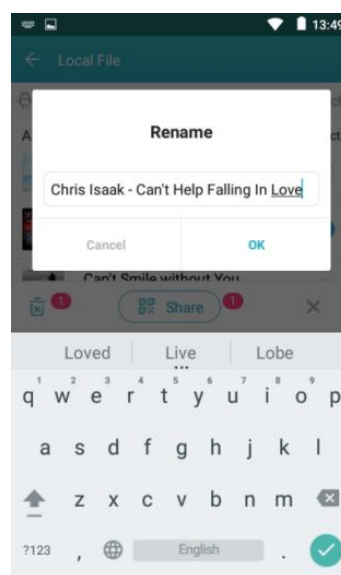 13:49
Local File
Rename
Chris Isaak - Can't Help Falling In Love
Cancel
OK
Can't Smile without You
1
Share
1
Loved
Live
Lobe
1 2 3 4 5 6 7 8 9
q w e r t y u i o p
a s d f g h j k l
z x c v b n m
?123 , English .